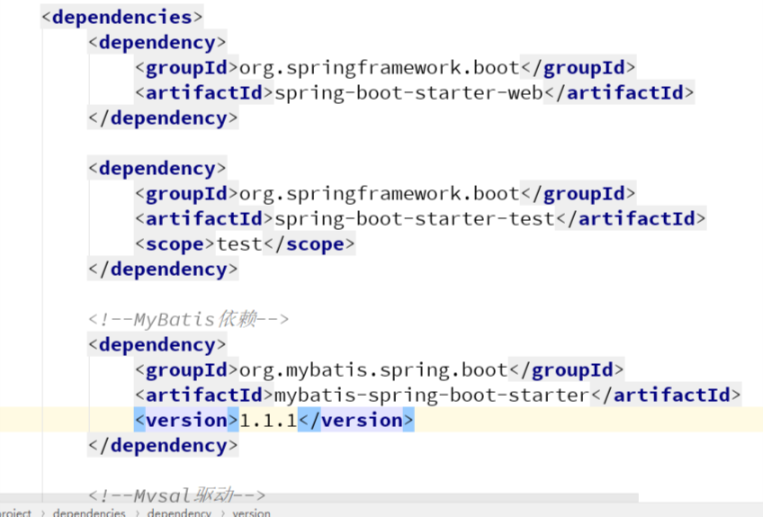 <dependencies>
<dependency>
<groupId>org.springframework.boot</groupId>
<artifactId>spring-boot-starter-web</artifactId>
</dependency>
<dependency>
<groupId>org.springframework.boot</groupId>
<artifactId>spring-boot-starter-test</artifactId>
<scope>test</scope>
</dependency>
<!--MyBatis依赖-->
<dependency>
<groupId>org.mybatis.spring.boot</groupId>
<artifactId>mybatis-spring-boot-starter</artifactId>
<version>1.1.1</version>
</dependency>
<!--Mysql驱动-->
project › dependencies › dependency › version